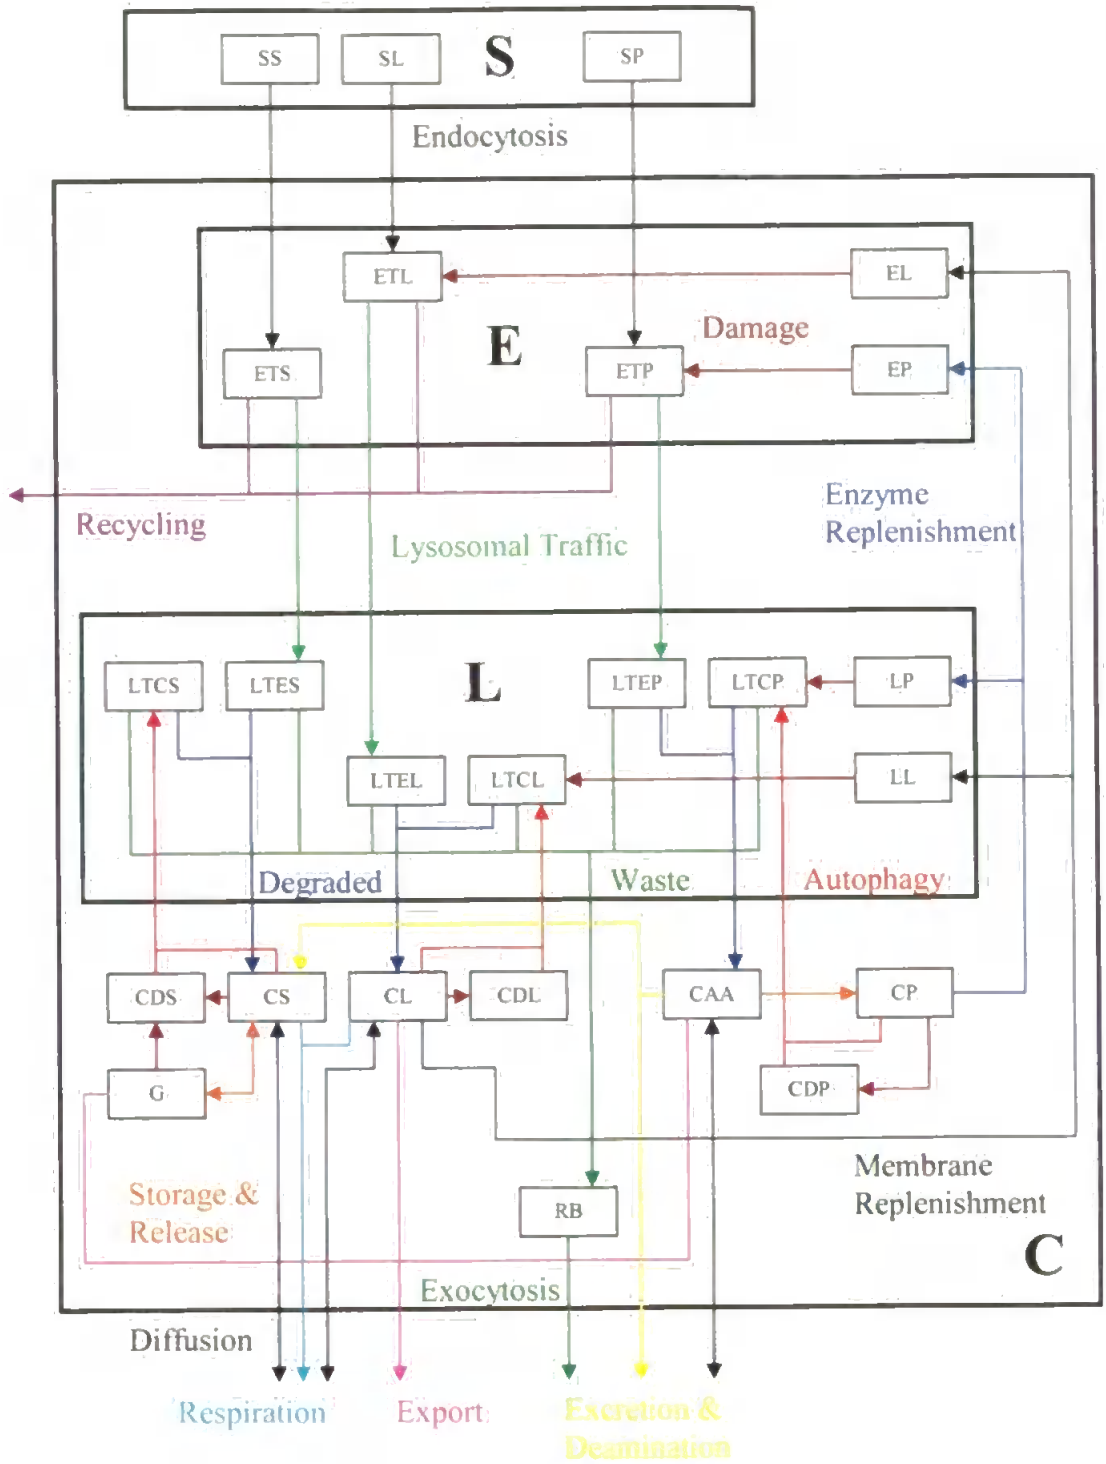 SS
SL
S
SP
Endocytosis
ETL
EL
E
Damage
ETS
ETP
EP
Recycling
Enzyme
Replenishment
Lysosomal Traffic
LTCS
LTES
L
LTEP
LTCP
LP
LTEL
LTCL
LL
Degraded
Waste
Autophagy
CDS
CS
CL
CDL
CAA
CP
G
CDP
Storage &
Release
RB
Membrane
Replenishment
C
Exocytosis
Diffusion
Respiration
Export
Excretion &
Deamination